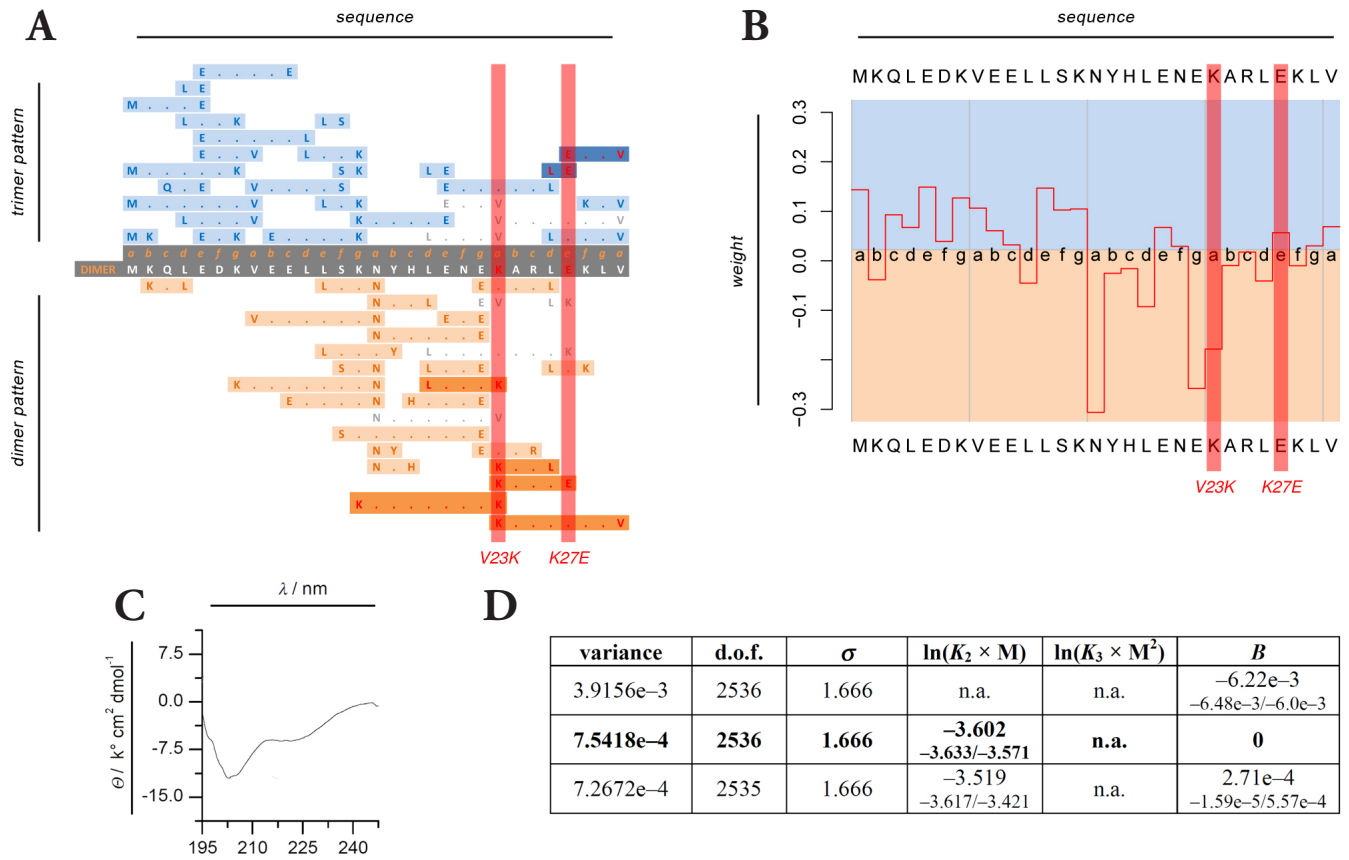 A
sequence
trimer pattern
E . . . . E
L E
M . . . E
L . . K L S
E . . . . . L
E . . V L . . K E . . V
M . . . . . K S K L E L E
Q . E V . . . . S E . . . . . L
M . . . . . . V L . K E . . V K . V
L . . . V K . . . . E V . . . . . . V
M K E . K E . . . . K L . . . V L . . . V
a b c d e f g a b c d e f g a b c d e f g a b c d e f g a
DIMER M K Q L E D K V E E L L S K N Y H L E N E K A R L E K L V
dimer pattern
K . L L . . N E . . . L
N . . L E V L K
V . . . . . . N E . E
N . . . . . E
L . . . Y L . . . . . . . K
S . N L . . E L . K
K . . . . . . . N L . . . K
E . . . . N H . . . E
N . . . . . . V
S . . . . . . . E
N Y E . . R
N . H K . . L
K . . . E
K . . . . . . . K
K . . . . . . V
V23K K27E
B
sequence
MKQLEDKVEELLSKNYHLENEKARLEKLV
weight
0.3
0.2
0.1
0.0
−0.1
−0.3
a b c d e f g a b c d e f g a b c d e f g a b c d e f g a
MKQLEDKVEELLSKNYHLENEKARLEKLV
V23K K27E
C
λ / nm
Θ / k° cm² dmol⁻¹
7.5
0.0
-7.5
-15.0
195 210 225 240
D
variance d.o.f. σ ln(K₂ × M) ln(K₃ × M²) B
3.9156e–3 2536 1.666 n.a. n.a. –6.22e–3
–6.48e–3/–6.0e–3
7.5418e–4 2536 1.666 –3.602 n.a. 0
–3.633/–3.571
7.2672e–4 2535 1.666 –3.519 n.a. 2.71e–4
–3.617/–3.421 –1.59e–5/5.57e–4